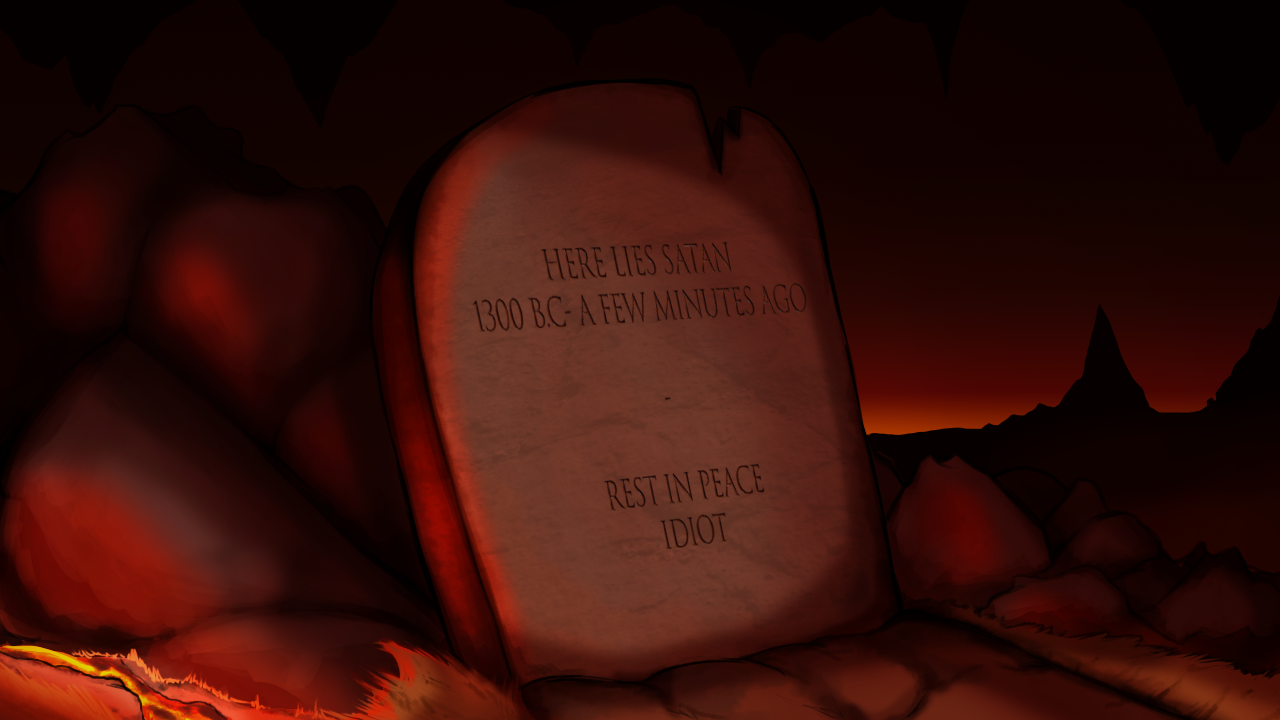 HERE LIES SATAN
1300 B.C- A FEW MINUTES AGO
-
REST IN PEACE
IDIOT